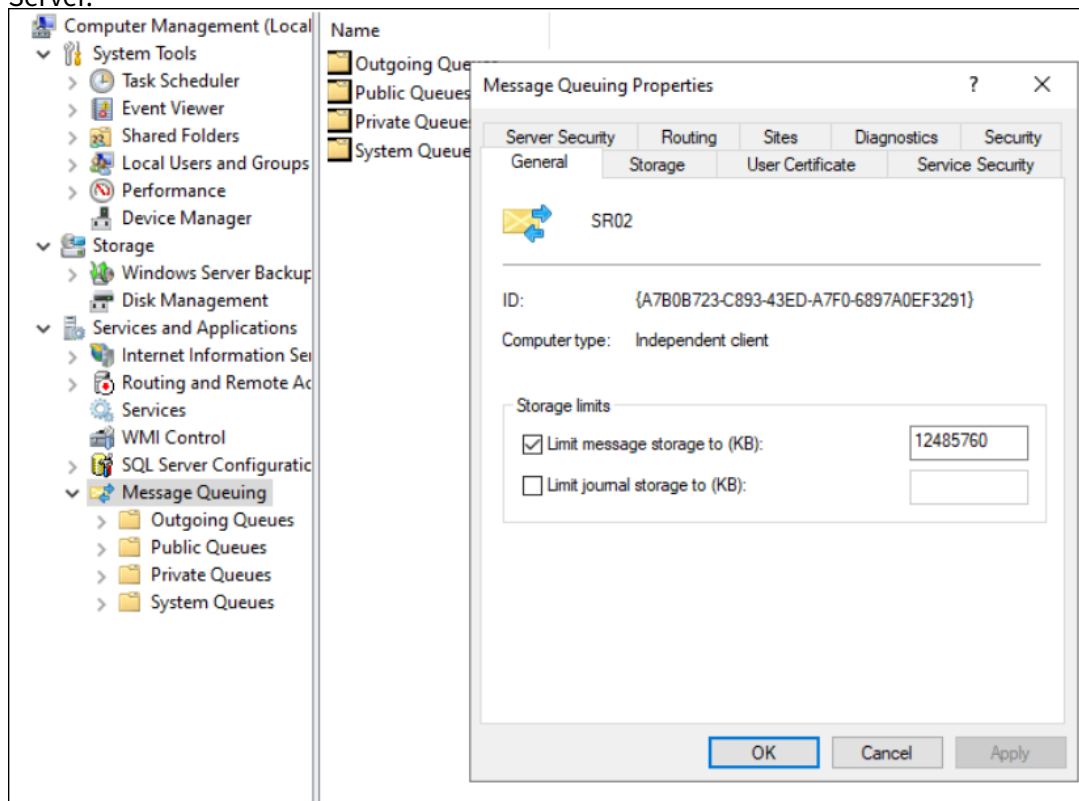 Server.
Computer Management (Local
System Tools
Task Scheduler
Event Viewer
Shared Folders
Local Users and Groups
Performance
Device Manager
Storage
Windows Server Backup
Disk Management
Services and Applications
Internet Information Ser
Routing and Remote Ac
Services
WMI Control
SQL Server Configuratic
Message Queuing
Outgoing Queues
Public Queues
Private Queues
System Queues
Name
Outgoing Queues
Public Queues
Private Queues
System Queue
Message Queuing Properties ?
Server Security Routing Sites Diagnostics Security
General Storage User Certificate Service Security
SR02
ID: {A7B0B723-C893-43ED-A7F0-6897A0EF3291}
Computer type: Independent client
Storage limits
Limit message storage to (KB): 12485760
Limit journal storage to (KB):
OK Cancel Apply